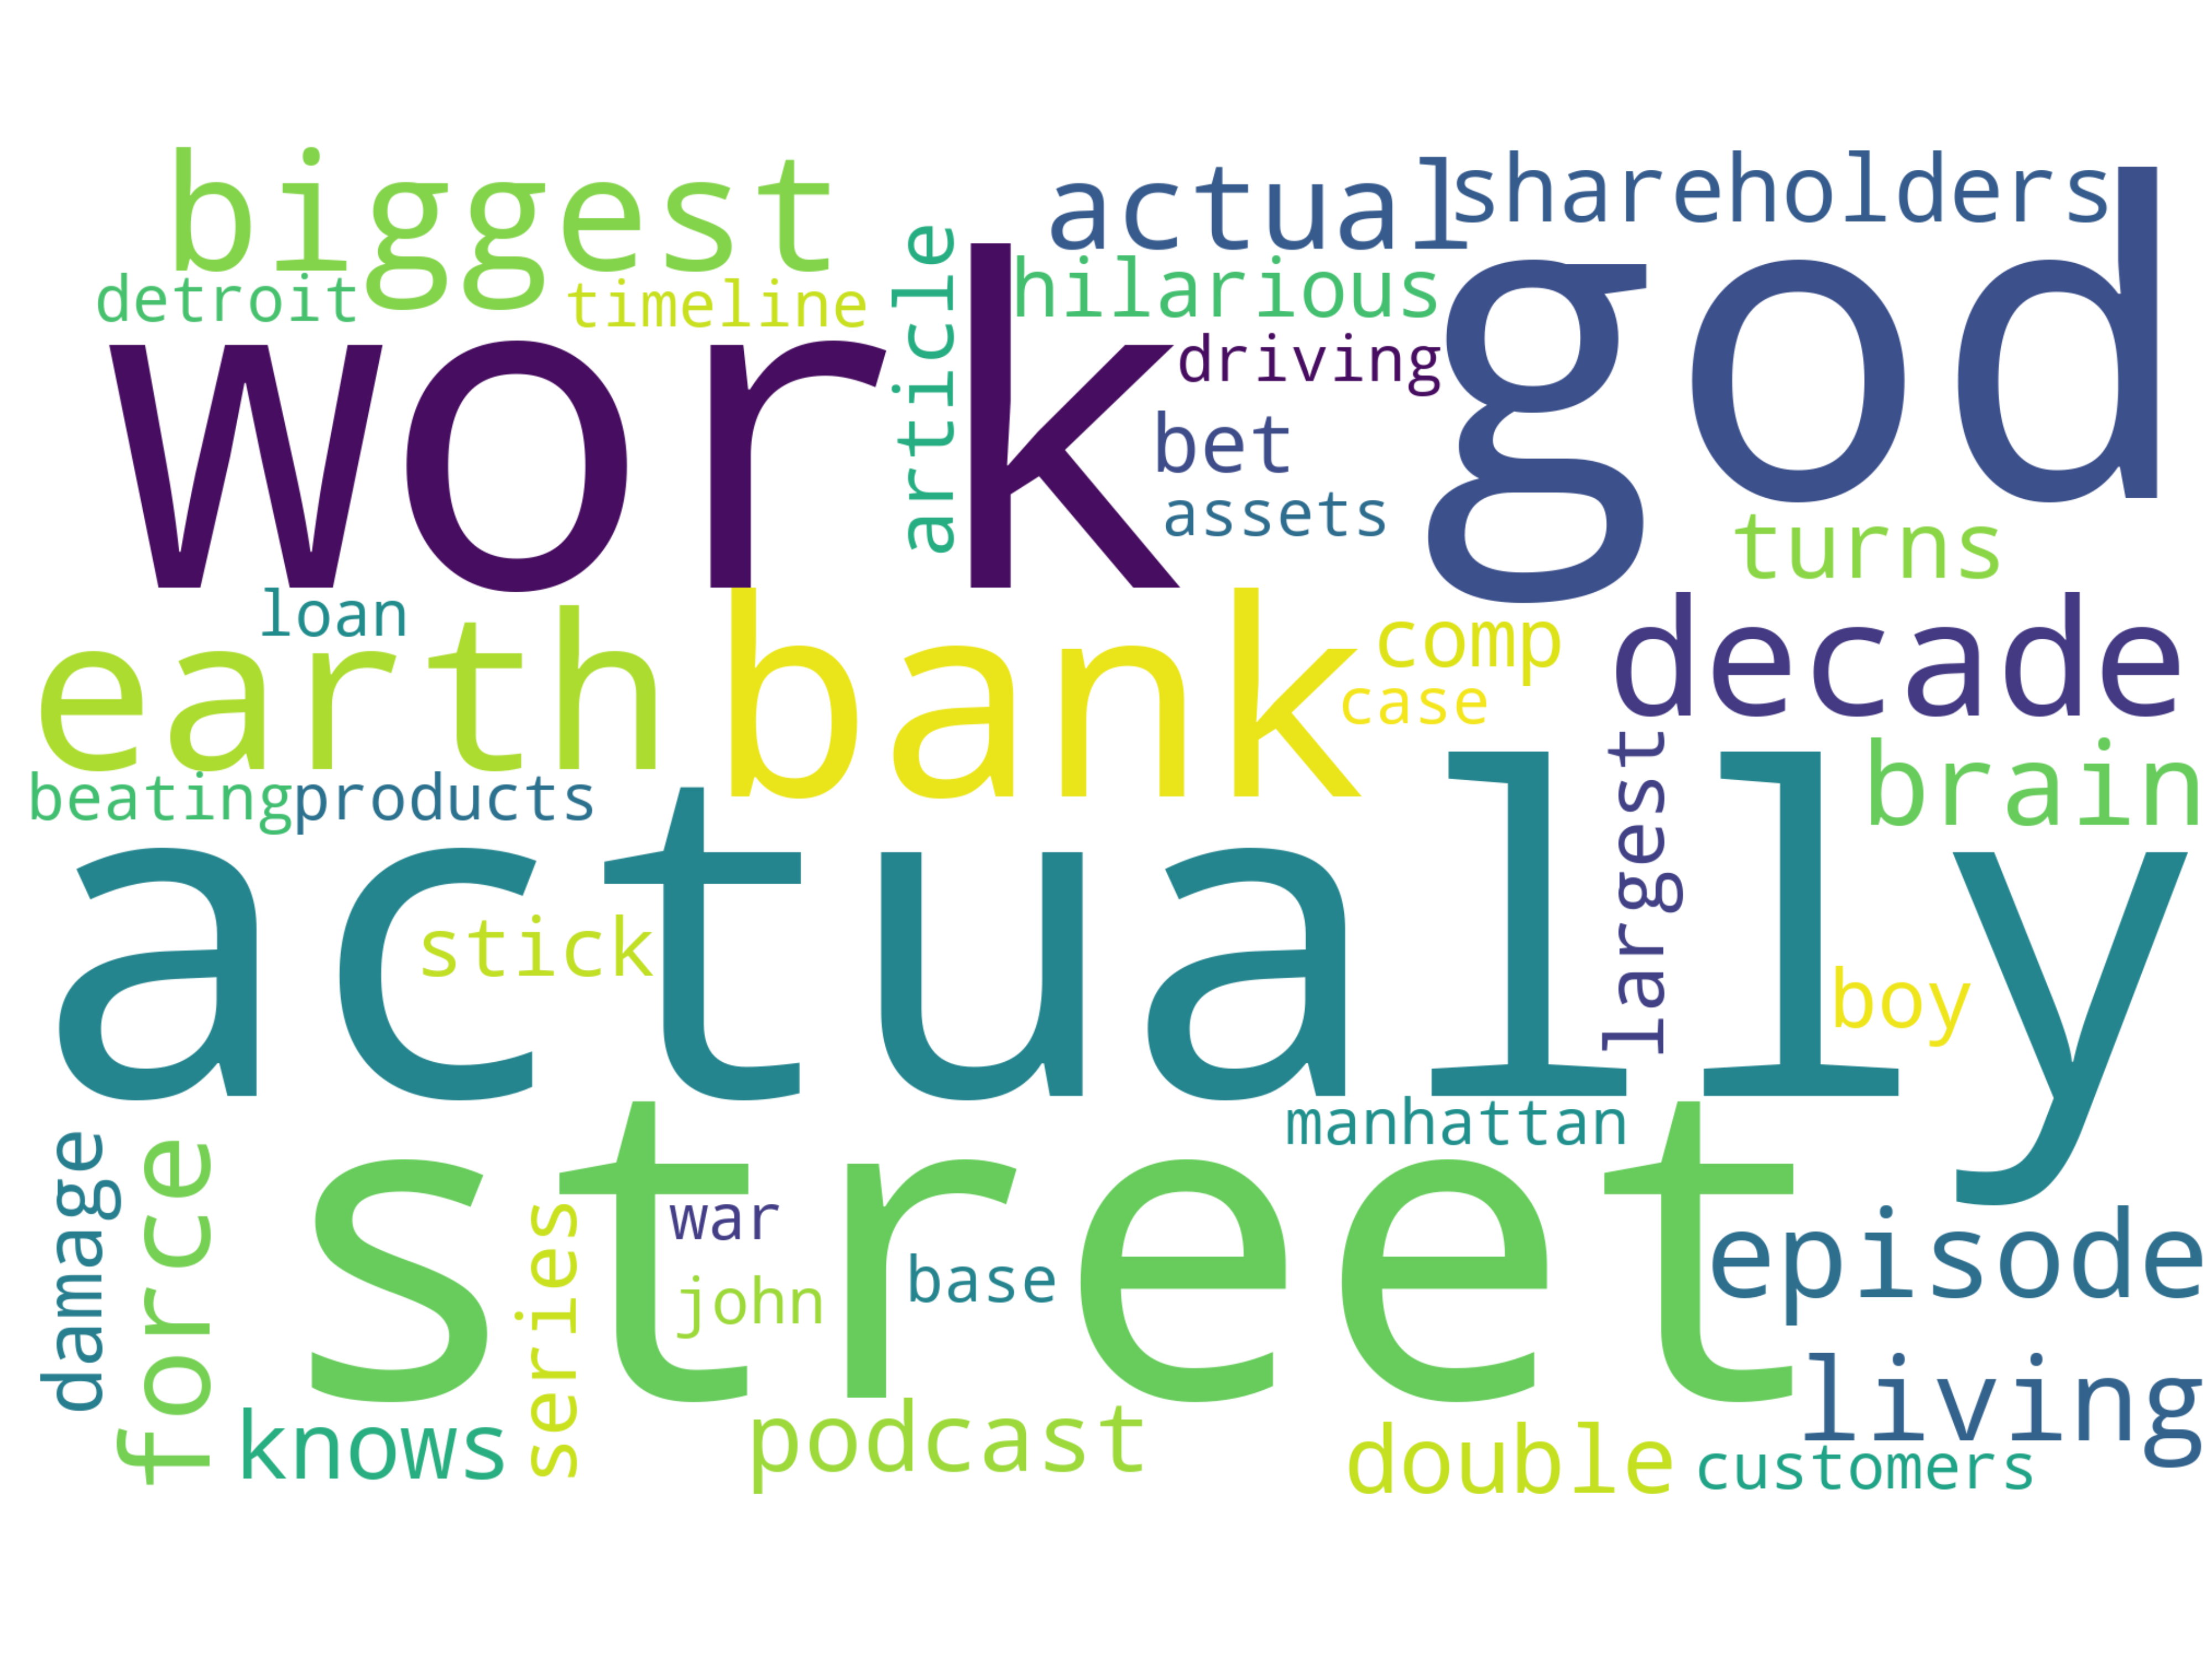 biggest
actual
shareholders
detroit
timeline
article
hilarious
work
god
driving
bet
assets
turns
loan
earth
bank
comp
case
decade
beating
products
largest
brain
actually
stick
boy
manhattan
damage
force
street
series
war
john
base
episode
living
knows
podcast
double
customers